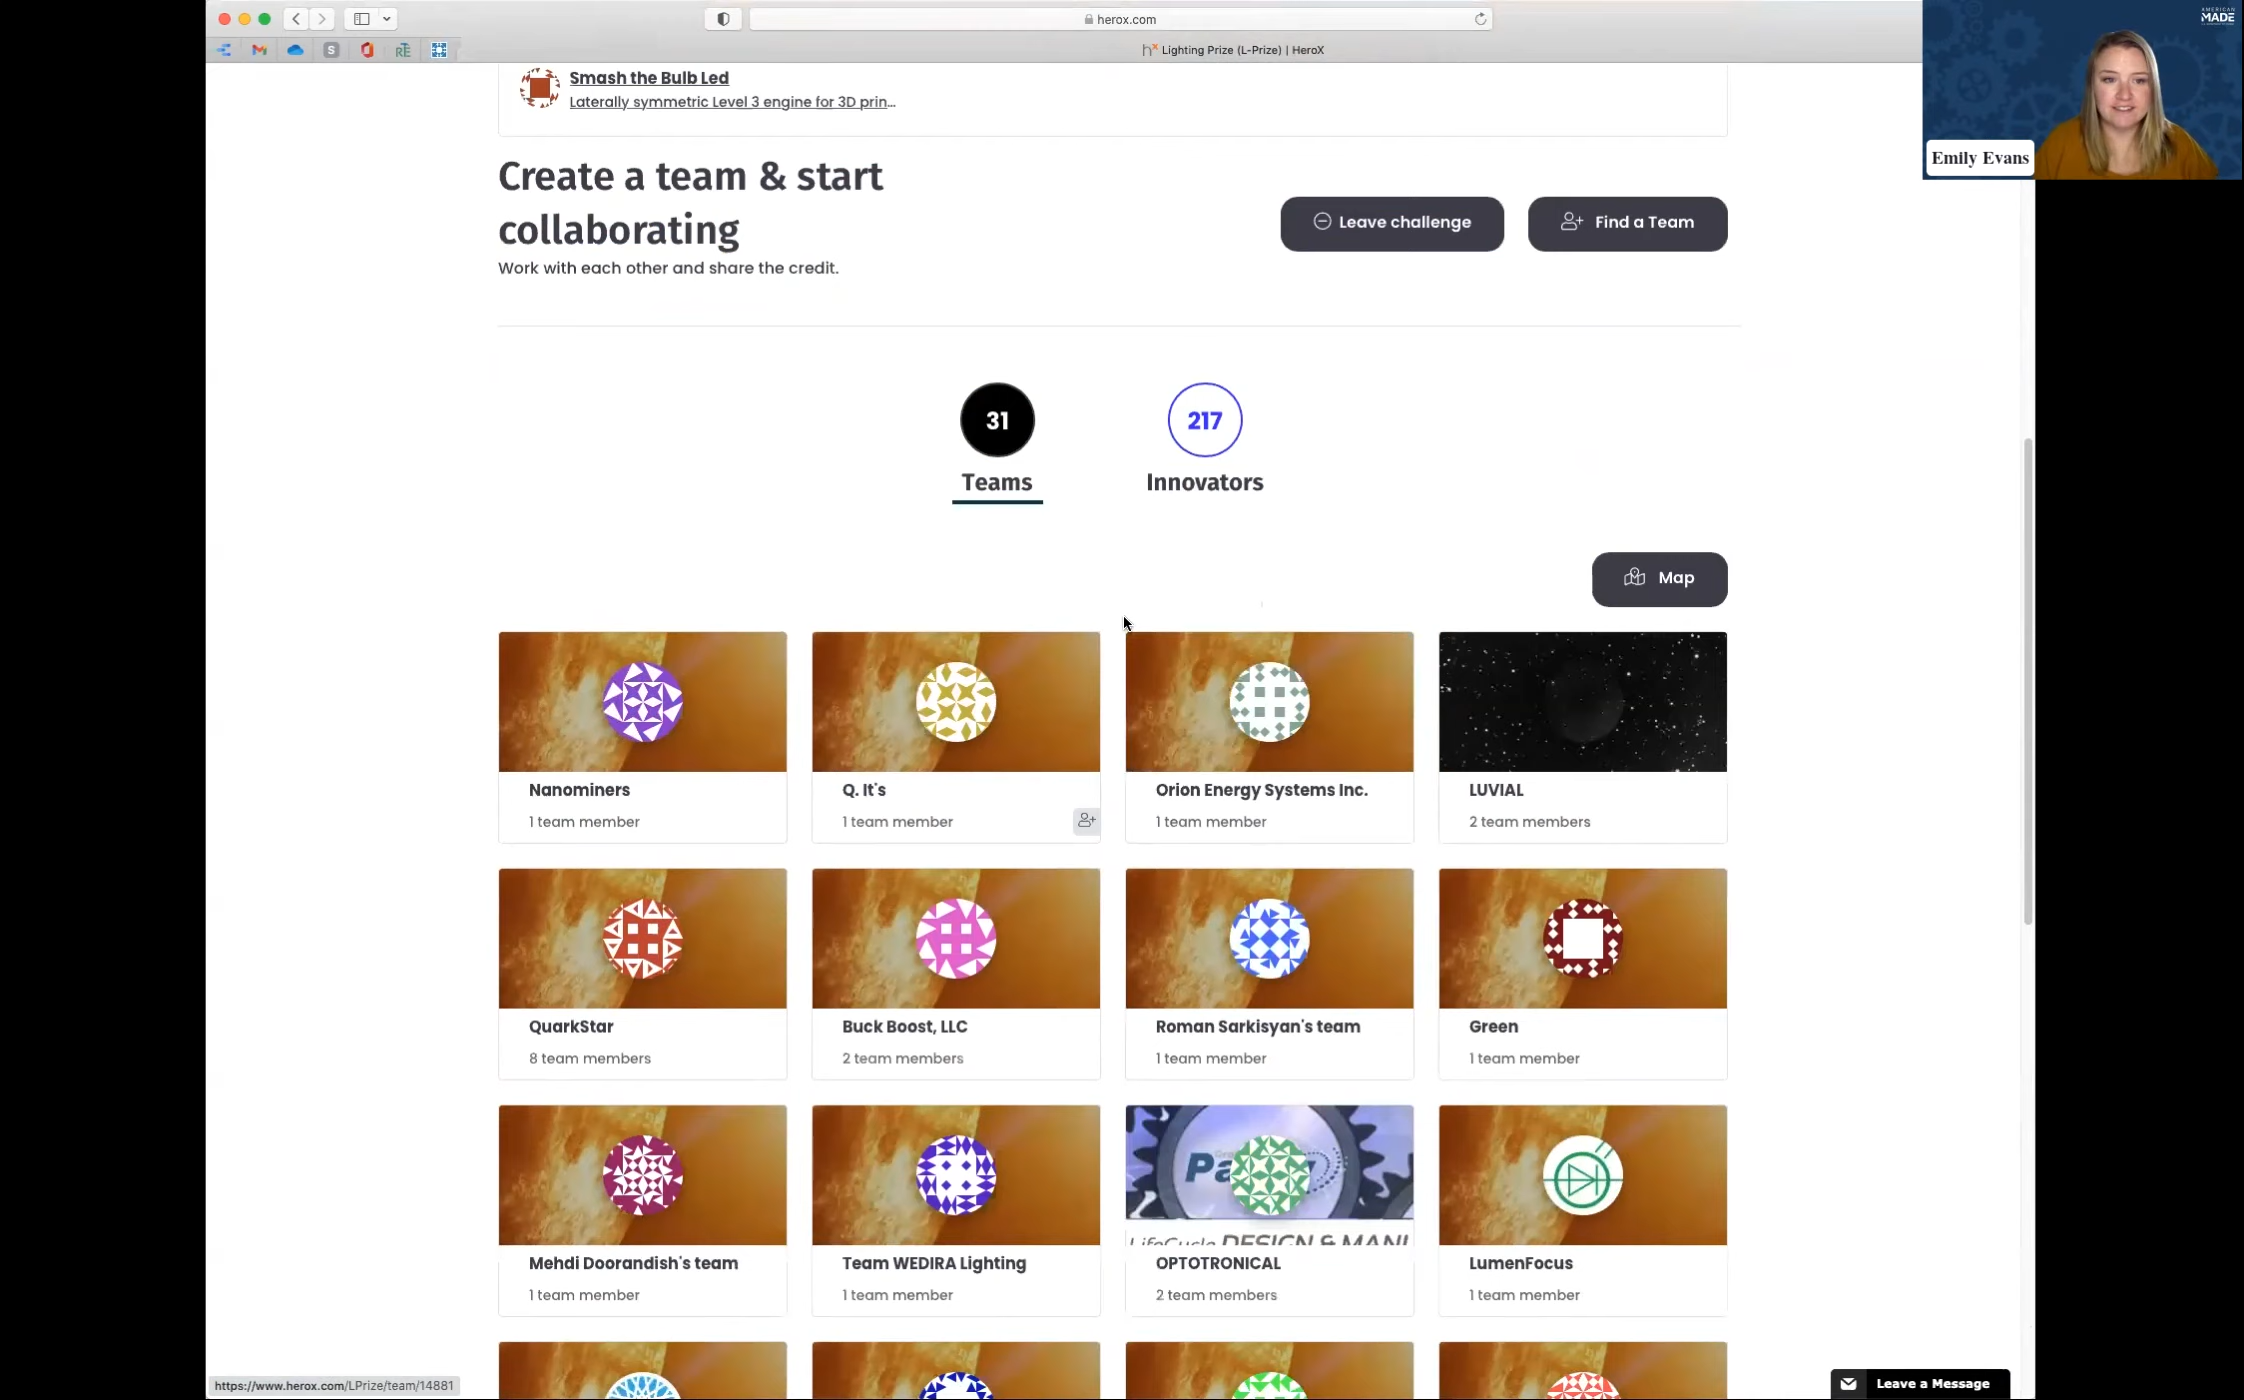 herox.com
Lighting Prize (L-Prize) | HeroX
AMERICAN
MADE
Emily Evans
Smash the Bulb Led
Laterally symmetric Level 3 engine for 3D prin...
Create a team & start
collaborating
Work with each other and share the credit.
Leave challenge
Find a Team
31
217
Teams
Innovators
Map
Nanominers
1 team member
Q. It's
1 team member
Orion Energy Systems Inc.
1 team member
LUVIAL
2 team members
QuarkStar
8 team members
Buck Boost, LLC
2 team members
Roman Sarkisyan's team
1 team member
Green
1 team member
LifeCycle DESIGN & MANU
Mehdi Doorandish's team
1 team member
Team WEDIRA Lighting
1 team member
OPTOTRONICAL
2 team members
LumenFocus
1 team member
https://www.herox.com/LPrize/team/14881
Leave a Message